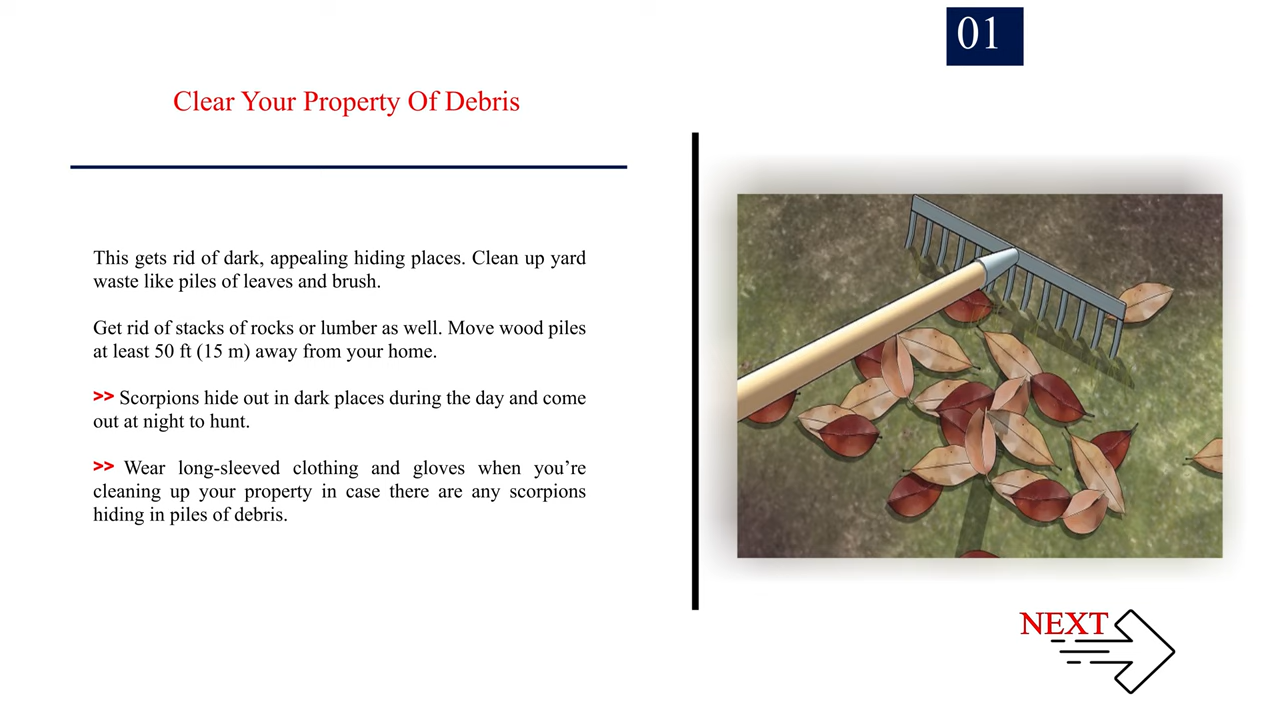 01
Clear Your Property Of Debris
This gets rid of dark, appealing hiding places. Clean up yard
waste like piles of leaves and brush.
Get rid of stacks of rocks or lumber as well. Move wood piles
at least 50 ft (15 m) away from your home.
>> Scorpions hide out in dark places during the day and come
out at night to hunt.
>> Wear long-sleeved clothing and gloves when you’re
cleaning up your property in case there are any scorpions
hiding in piles of debris.
NEXT